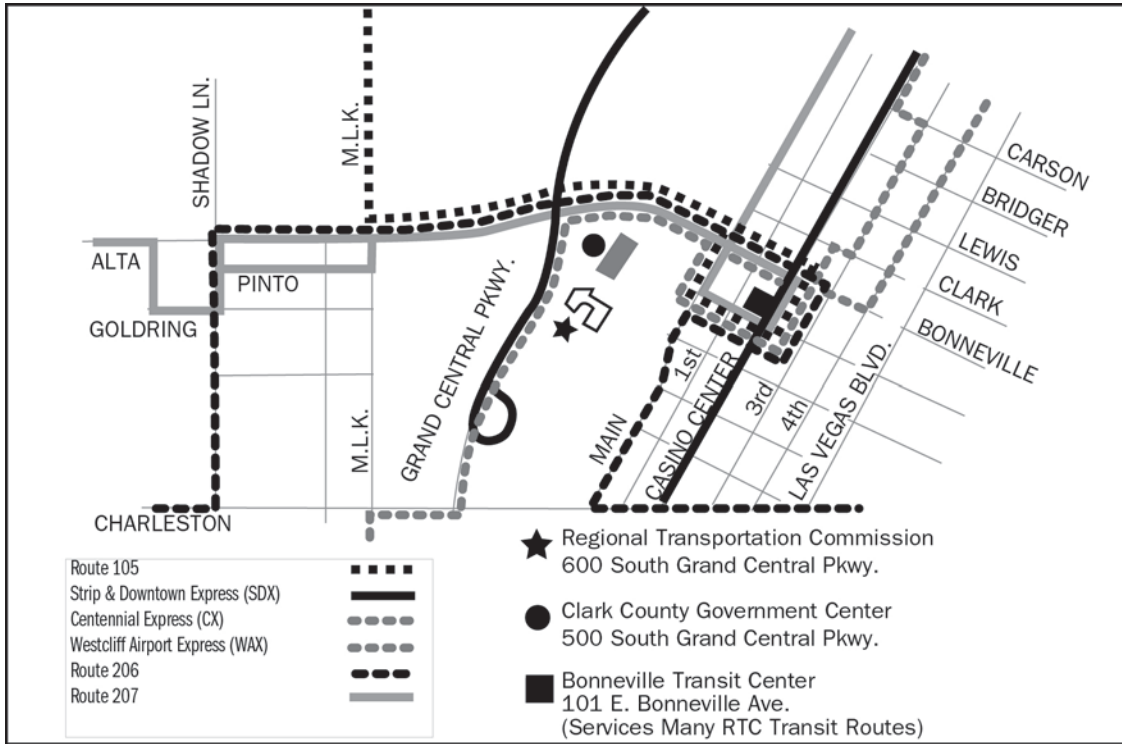 SHADOW LN.
M.L.K.
CARSON
BRIDGER
LEWIS
CLARK
BONNEVILLE
ALTA
PINTO
GOLDRING
GRAND CENTRAL PKWY.
M.L.K.
MAIN
1st
CASINO CENTER
3rd
4th
LAS VEGAS BLVD.
CHARLESTON
Route 105
Strip & Downtown Express (SDX)
Centennial Express (CX)
Westcliff Airport Express (WAX)
Route 206
Route 207
Regional Transportation Commission
600 South Grand Central Pkwy.
Clark County Government Center
500 South Grand Central Pkwy.
Bonneville Transit Center
101 E. Bonneville Ave.
(Services Many RTC Transit Routes)